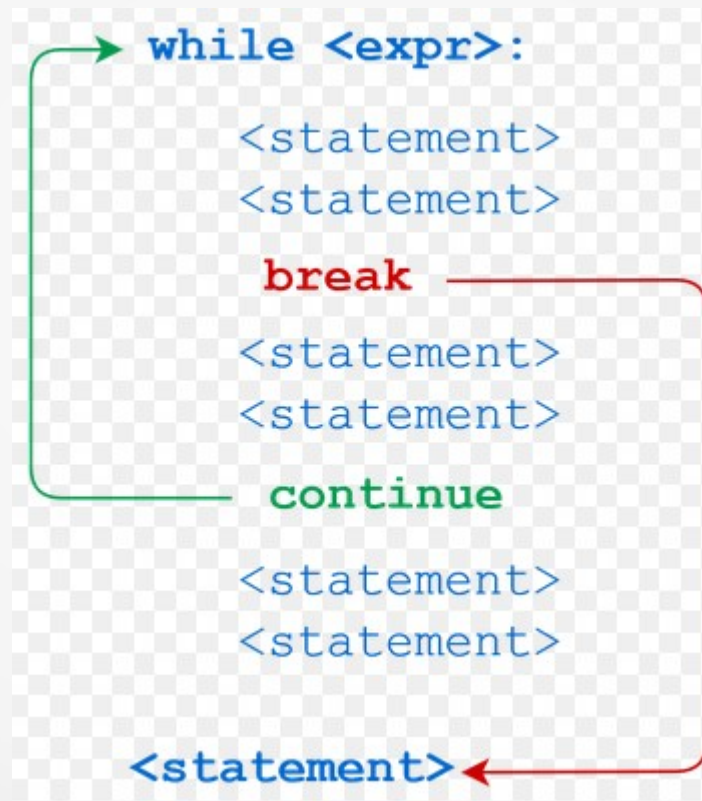 while <expr>:
<statement>
<statement>
break
<statement>
<statement>
continue
<statement>
<statement>
<statement>